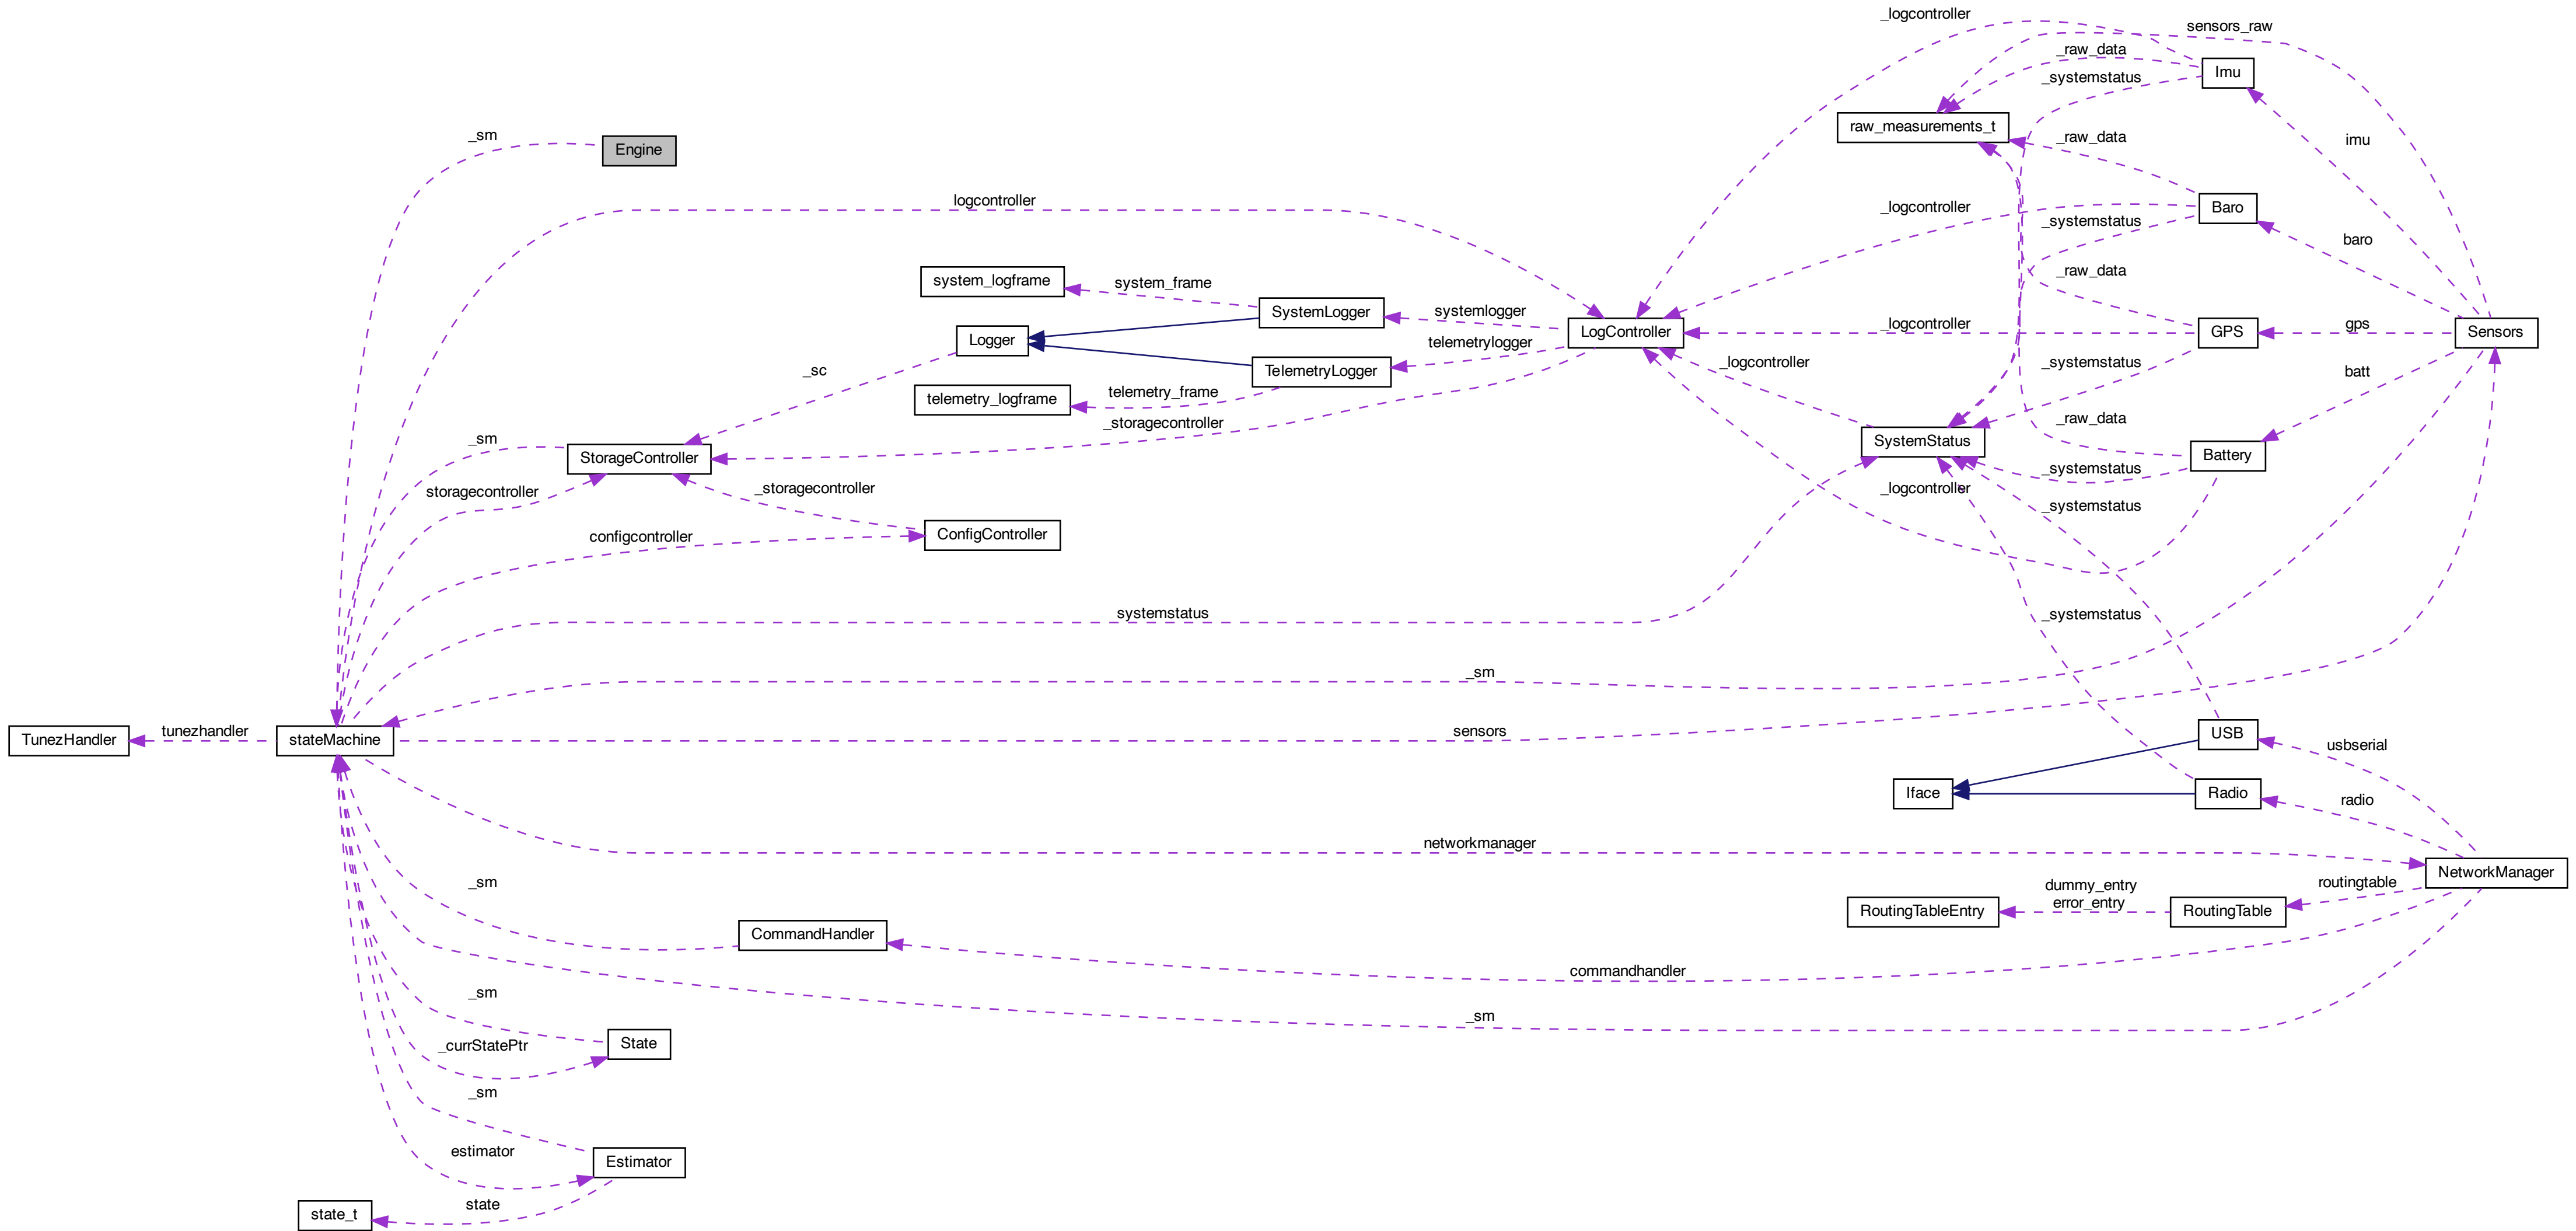 _logcontroller
sensors_raw
_raw_data
Imu
_systemstatus
raw_measurements_t
_sm
Engine
_raw_data
imu
logcontroller
_logcontroller
Baro
_systemstatus
baro
system_logframe
system_frame
_raw_data
SystemLogger
systemlogger
LogController
_logcontroller
GPS
gps
Sensors
Logger
telemetrylogger
_logcontroller
_systemstatus
_sc
TelemetryLogger
batt
telemetry_logframe
telemetry_frame
_storagecontroller
_raw_data
_sm
StorageController
SystemStatus
Battery
_systemstatus
storagecontroller
_storagecontroller
_logcontroller
_systemstatus
configcontroller
ConfigController
systemstatus
_systemstatus
_sm
TunezHandler
tunezhandler
stateMachine
sensors
USB
usbserial
Iface
Radio
radio
networkmanager
NetworkManager
_sm
dummy_entry
error_entry
routingtable
RoutingTableEntry
RoutingTable
CommandHandler
commandhandler
_sm
_sm
State
_currStatePtr
_sm
estimator
Estimator
state
state_t